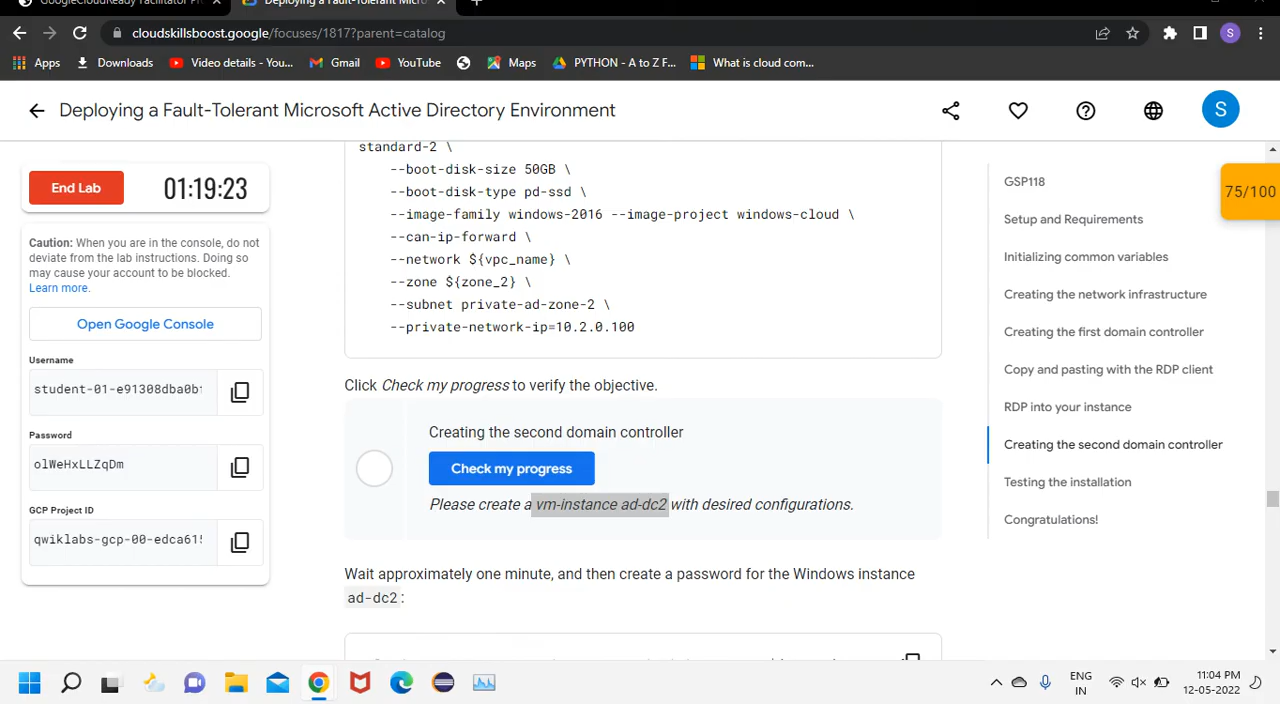 GoogleCloudReady Facilitator Pr
Deploying a Fault-Tolerant Micro
cloudskillsboost.google/focuses/1817?parent=catalog
S
Apps
Downloads
Video details - You...
Gmail
YouTube
Maps
PYTHON - A to Z F...
What is cloud com...
Deploying a Fault-Tolerant Microsoft Active Directory Environment
S
End Lab
01:19:23
Caution: When you are in the console, do not
deviate from the lab instructions. Doing so
may cause your account to be blocked.
Learn more.
Open Google Console
Username
student-01-e91308dba0b1
Password
olWeHxLLZqDm
GCP Project ID
qwiklabs-gcp-00-edca615
standard-2 \
--boot-disk-size 50GB \
--boot-disk-type pd-ssd \
--image-family windows-2016 --image-project windows-cloud \
--can-ip-forward \
--network ${vpc_name} \
--zone ${zone_2} \
--subnet private-ad-zone-2 \
--private-network-ip=10.2.0.100
Click Check my progress to verify the objective.
Creating the second domain controller
Check my progress
Please create a vm-instance ad-dc2 with desired configurations.
Wait approximately one minute, and then create a password for the Windows instance
ad-dc2:
GSP118
Setup and Requirements
Initializing common variables
Creating the network infrastructure
Creating the first domain controller
Copy and pasting with the RDP client
RDP into your instance
Creating the second domain controller
Testing the installation
Congratulations!
75/100
ENG
IN
11:04 PM
12-05-2022